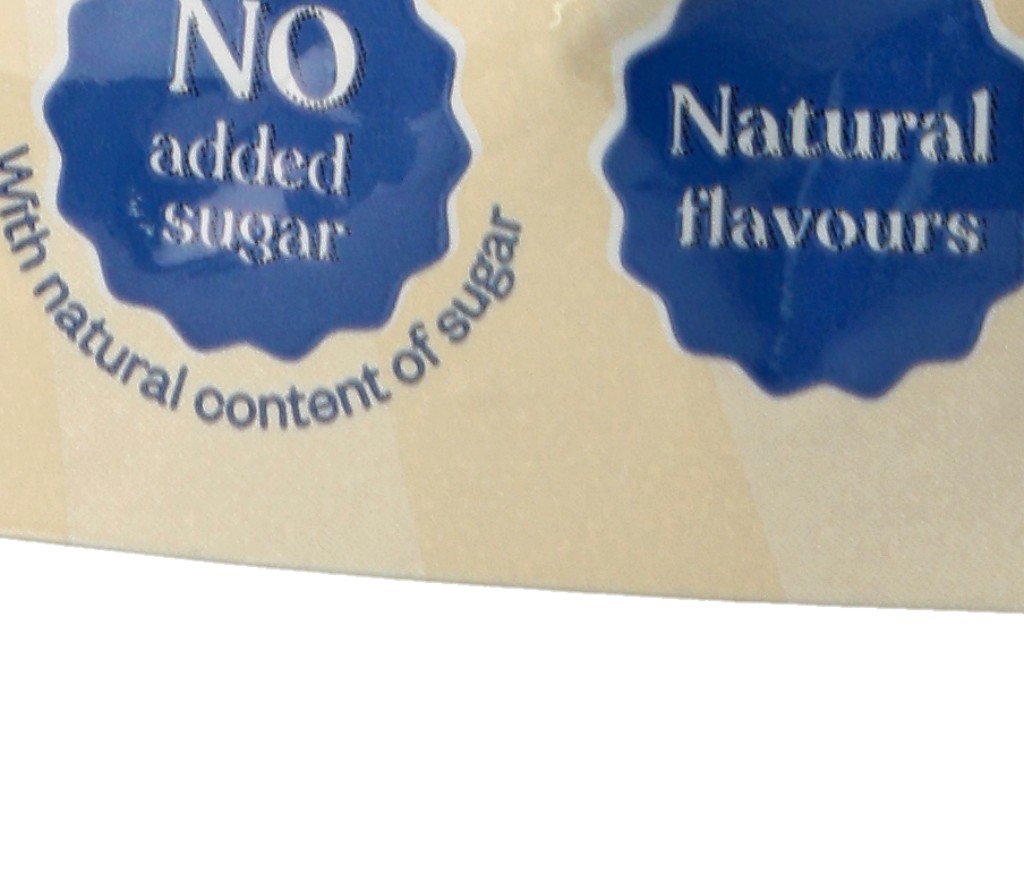 NO
added
sugar
With natural content of sugar
Natural
flavours